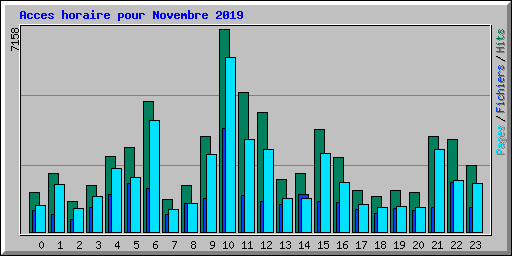 Acces horaire pour Novembre 2019
7158
Pages / Fichiers / Hits
0 1 2 3 4 5 6 7 8 9 10 11 12 13 14 15 16 17 18 19 20 21 22 23